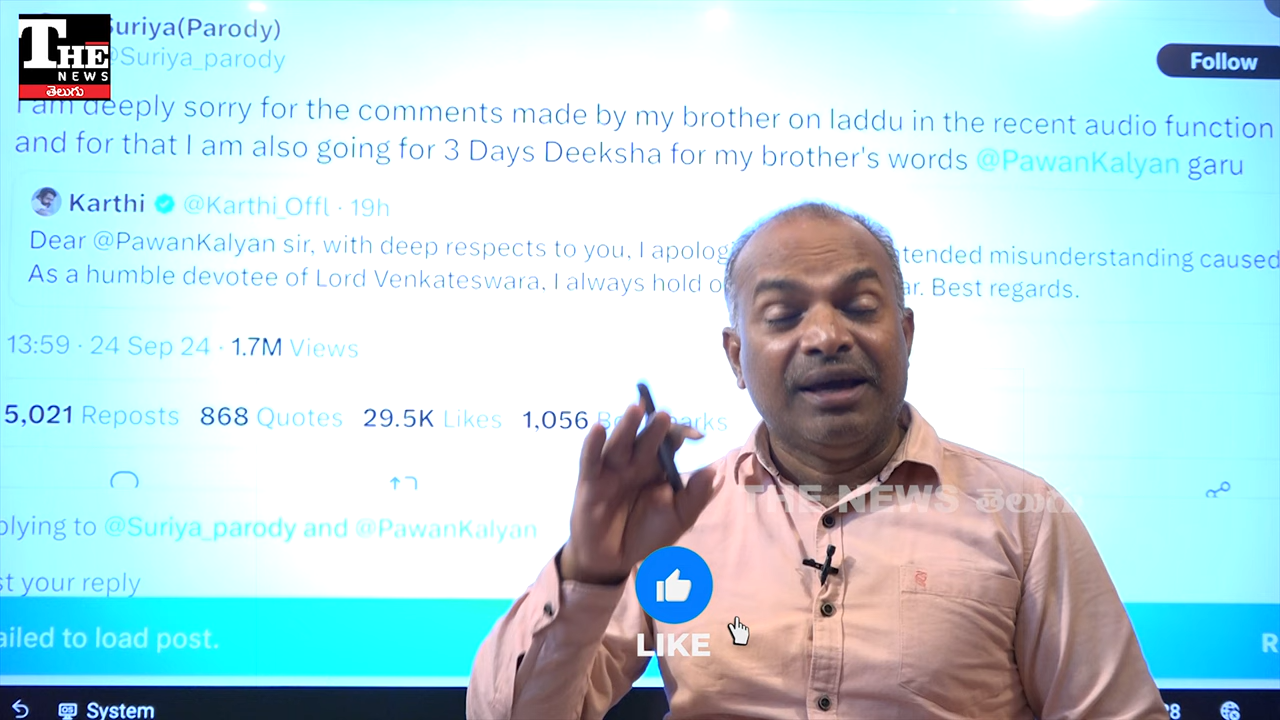 THE
NEWS
తెలుగు
Suriya(Parody)
@Suriya_parody
Follow
I am deeply sorry for the comments made by my brother on laddu in the recent audio function
and for that I am also going for 3 Days Deeksha for my brother's words @PawanKalyan garu
Karthi @Karthi_Offl · 19h
Dear @PawanKalyan sir, with deep respects to you, I apolog tended misunderstanding caused
As a humble devotee of Lord Venkateswara, I always hold o ar. Best regards.
13:59 · 24 Sep 24 · 1.7M Views
5,021 Reposts 868 Quotes 29.5K Likes 1,056 Bookmarks
THE NEWS తెలుగు
plying to @Suriya_parody and @PawanKalyan
st your reply
LIKE
ailed to load post.
R
System
28